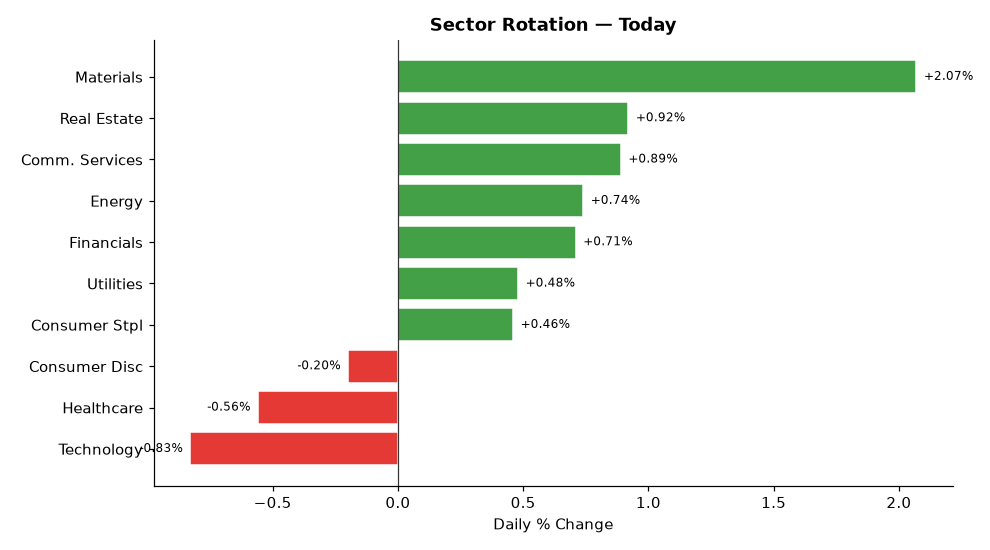 Sector Rotation — Today
Materials +2.07%
Real Estate +0.92%
Comm. Services +0.89%
Energy +0.74%
Financials +0.71%
Utilities +0.48%
Consumer Stpl +0.46%
Consumer Disc -0.20%
Healthcare -0.56%
Technology -0.83%
−0.5 0.0 0.5 1.0 1.5 2.0
Daily % Change